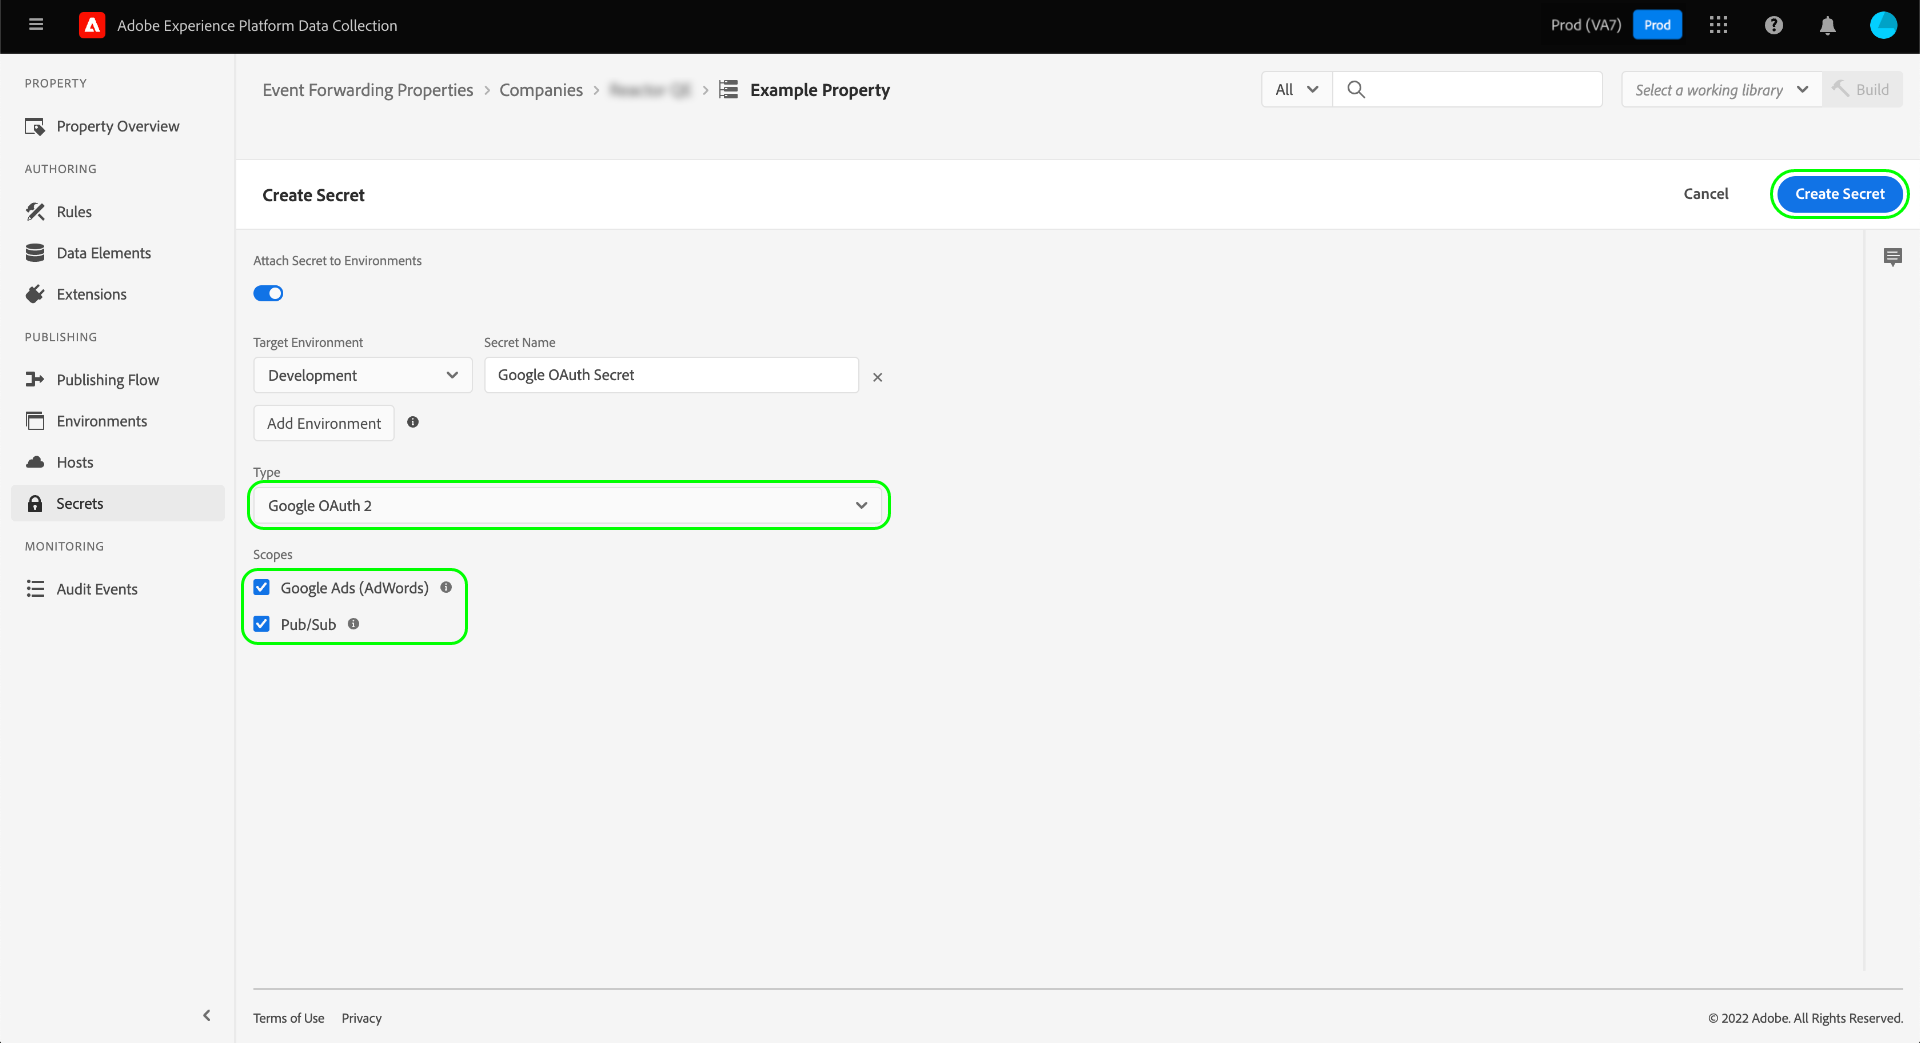 Adobe Experience Platform Data Collection
Prod (VA7) Prod
PROPERTY
Property Overview
AUTHORING
Rules
Data Elements
Extensions
PUBLISHING
Publishing Flow
Environments
Hosts
Secrets
MONITORING
Audit Events
Event Forwarding Properties > Companies > > Example Property
All
Select a working library
Build
Create Secret
Cancel
Create Secret
Attach Secret to Environments
Target Environment
Secret Name
Development
Google OAuth Secret
Add Environment
Type
Google OAuth 2
Scopes
Google Ads (AdWords)
Pub/Sub
Terms of Use Privacy
© 2022 Adobe. All Rights Reserved.